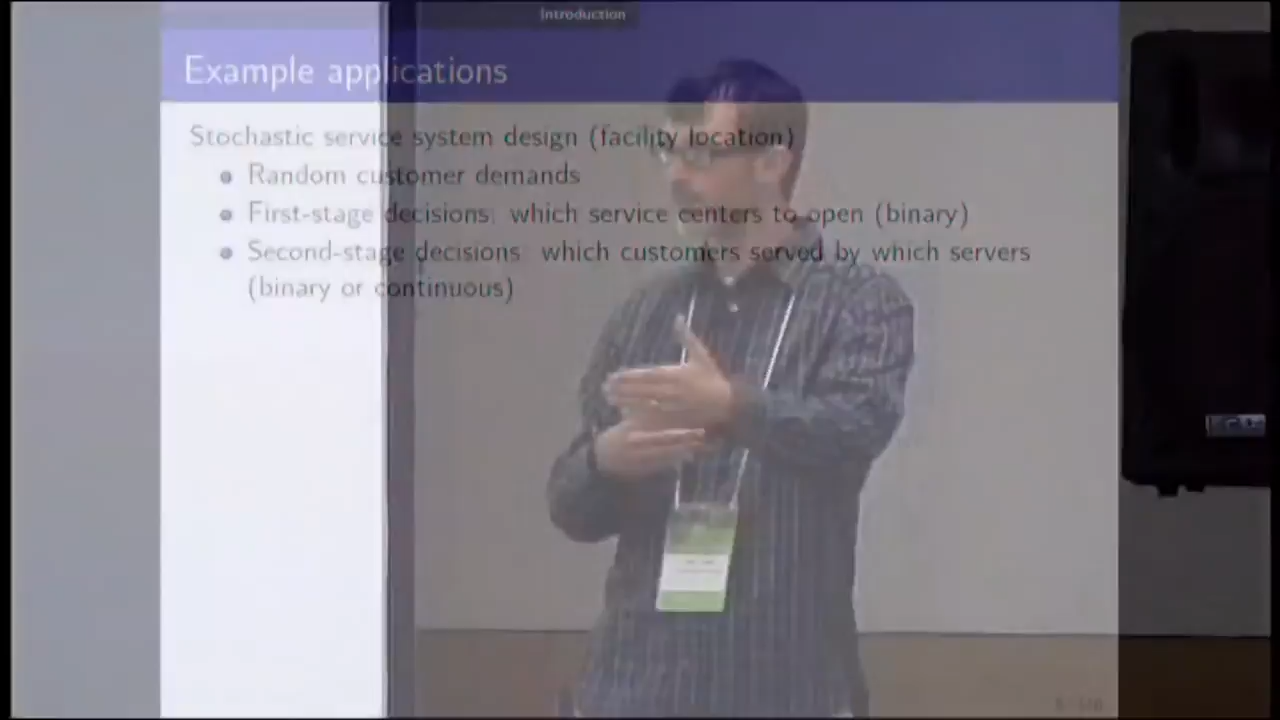 Introduction
Example applications
Stochastic service system design (facility location)
Random customer demands
First-stage decisions: which service centers to open (binary)
Second-stage decisions: which customers served by which servers
(binary or continuous)